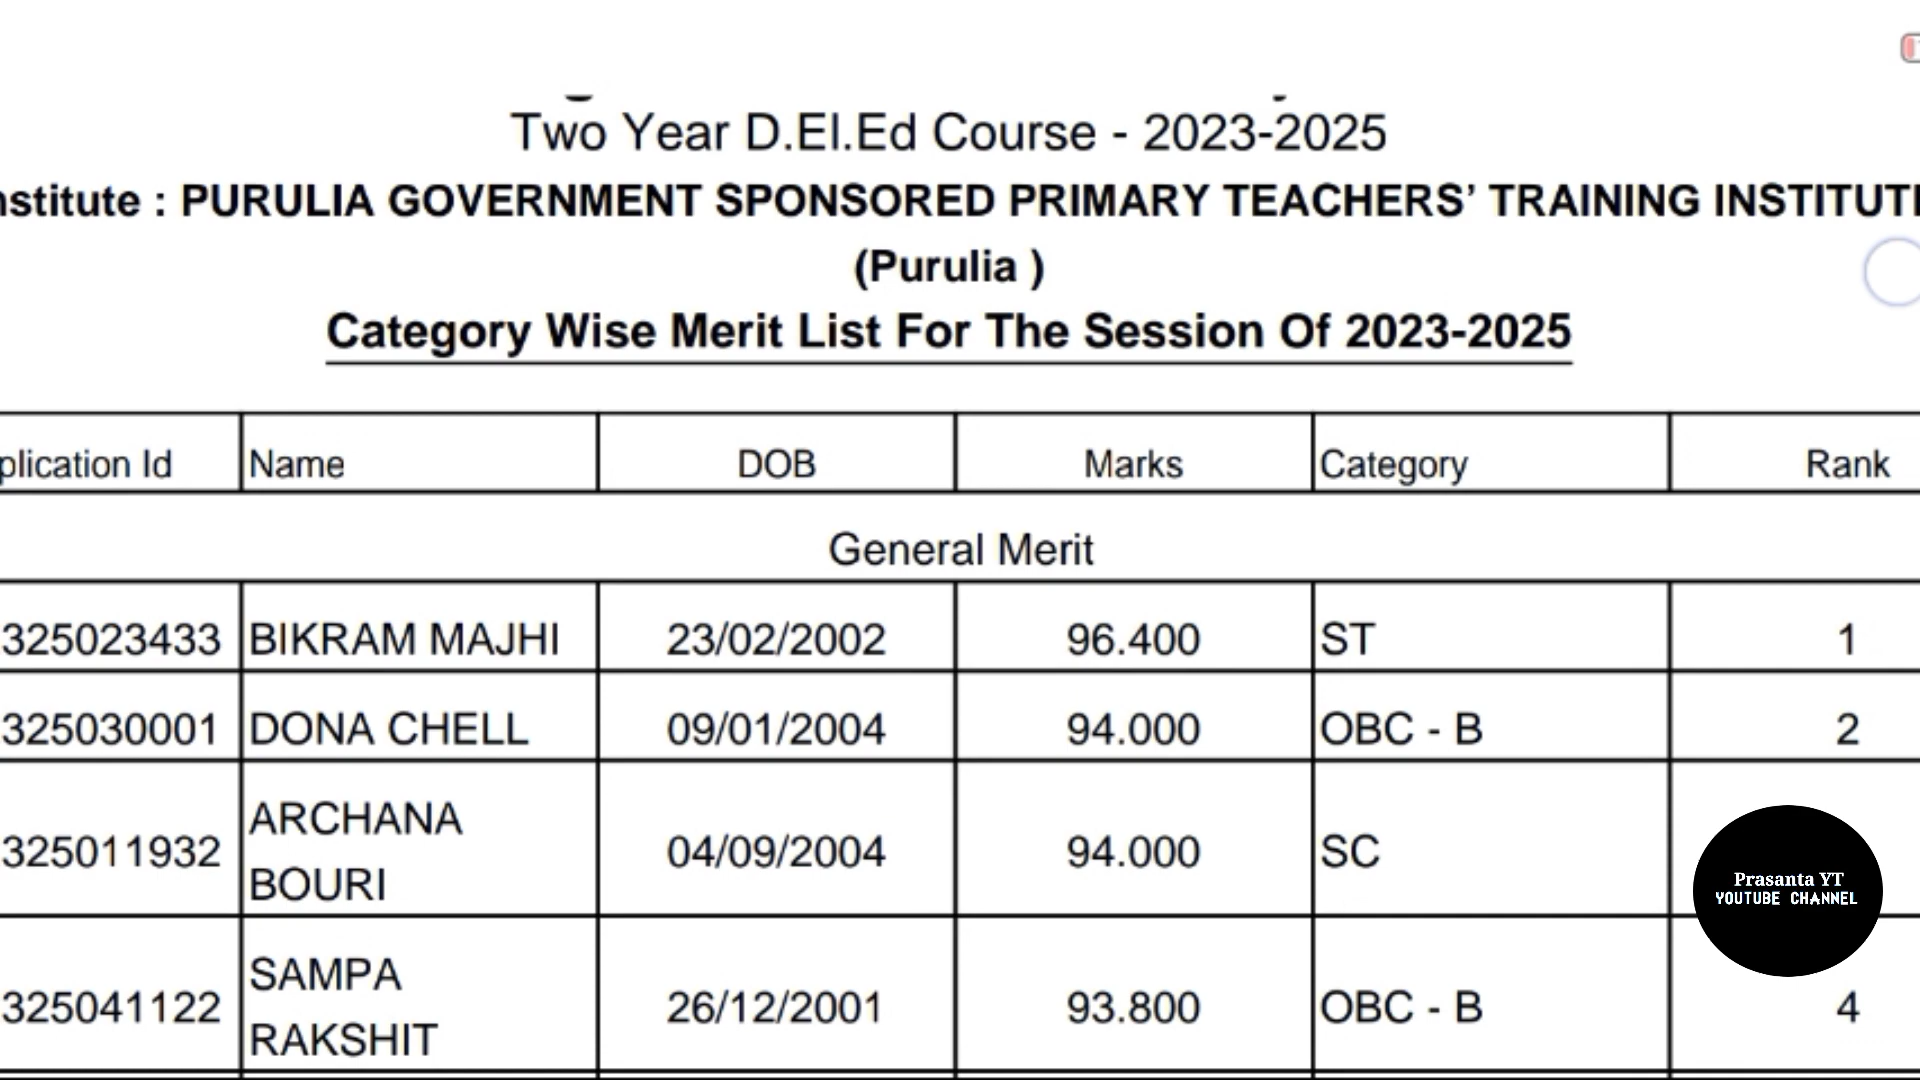 Two Year D.El.Ed Course - 2023-2025
nstitute : PURULIA GOVERNMENT SPONSORED PRIMARY TEACHERS’ TRAINING INSTITUT
(Purulia )
Category Wise Merit List For The Session Of 2023-2025
plication Id Name DOB Marks Category Rank
General Merit
325023433 BIKRAM MAJHI 23/02/2002 96.400 ST 1
325030001 DONA CHELL 09/01/2004 94.000 OBC - B 2
325011932 ARCHANA BOURI 04/09/2004 94.000 SC
Prasanta YT
YOUTUBE CHANNEL
325041122 SAMPA RAKSHIT 26/12/2001 93.800 OBC - B 4